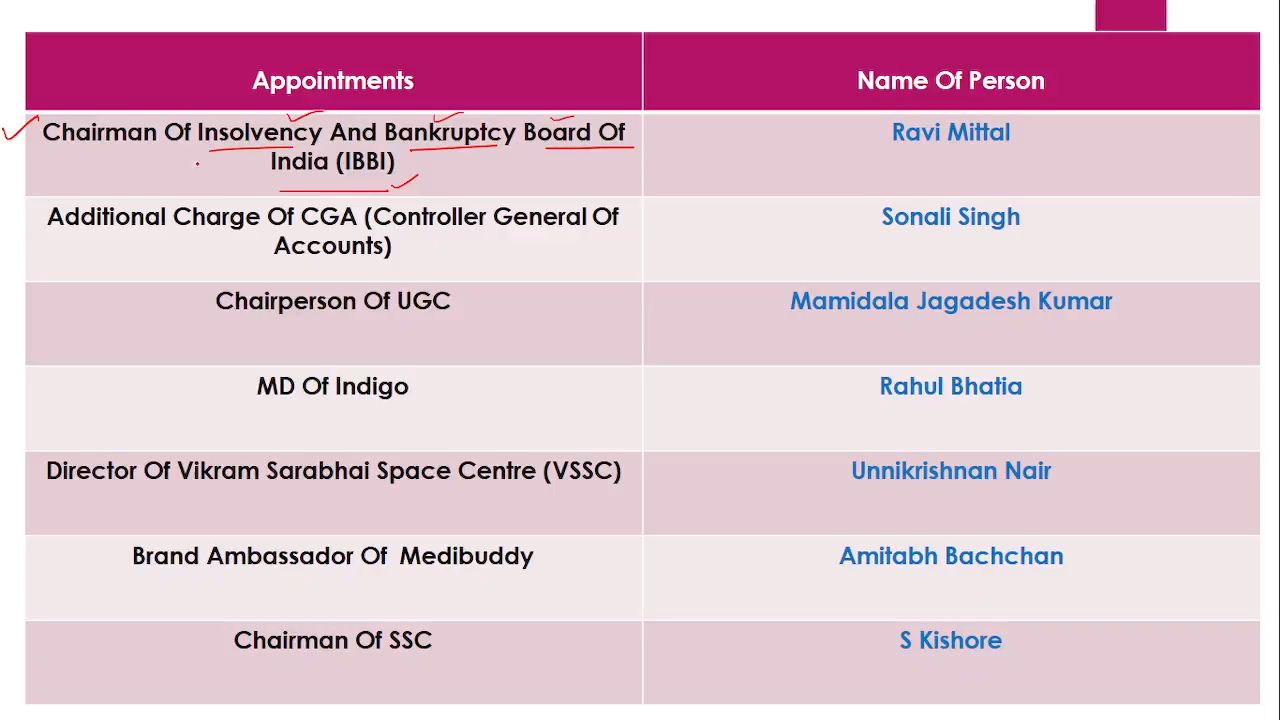 Appointments
Name Of Person
Chairman Of Insolvency And Bankruptcy Board Of
India (IBBI)
Ravi Mittal
Additional Charge Of CGA (Controller General Of
Accounts)
Sonali Singh
Chairperson Of UGC
Mamidala Jagadesh Kumar
MD Of Indigo
Rahul Bhatia
Director Of Vikram Sarabhai Space Centre (VSSC)
Unnikrishnan Nair
Brand Ambassador Of Medibuddy
Amitabh Bachchan
Chairman Of SSC
S Kishore